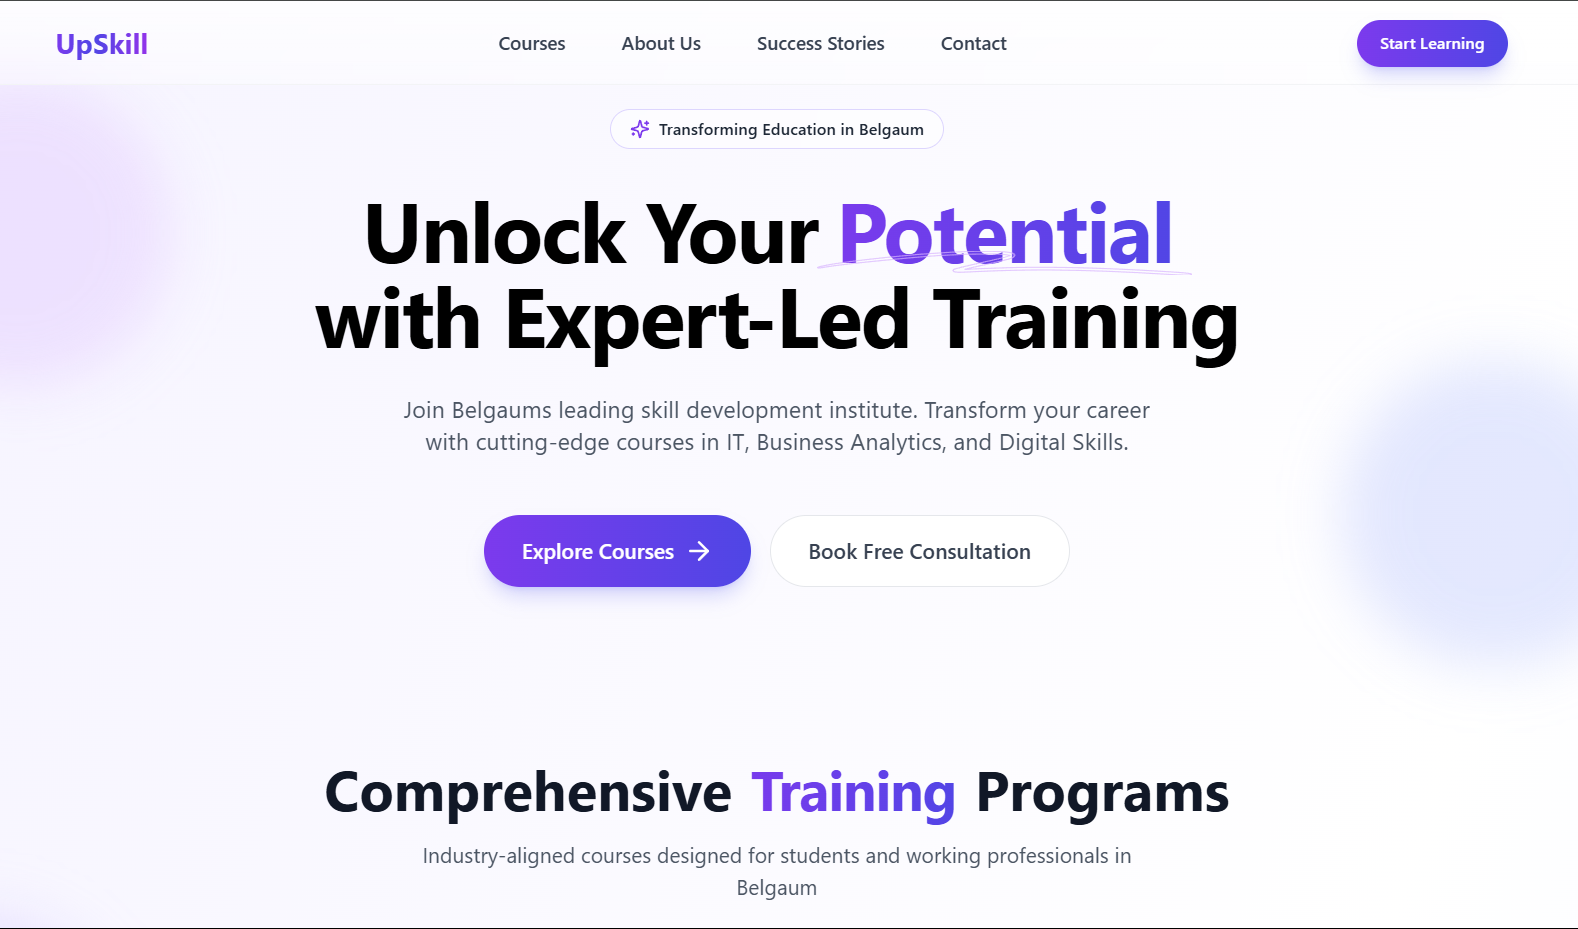 UpSkill
Courses
About Us
Success Stories
Contact
Start Learning
Transforming Education in Belgaum
Unlock Your Potential
with Expert-Led Training
Join Belgaums leading skill development institute. Transform your career
with cutting-edge courses in IT, Business Analytics, and Digital Skills.
Explore Courses
Book Free Consultation
Comprehensive Training Programs
Industry-aligned courses designed for students and working professionals in
Belgaum